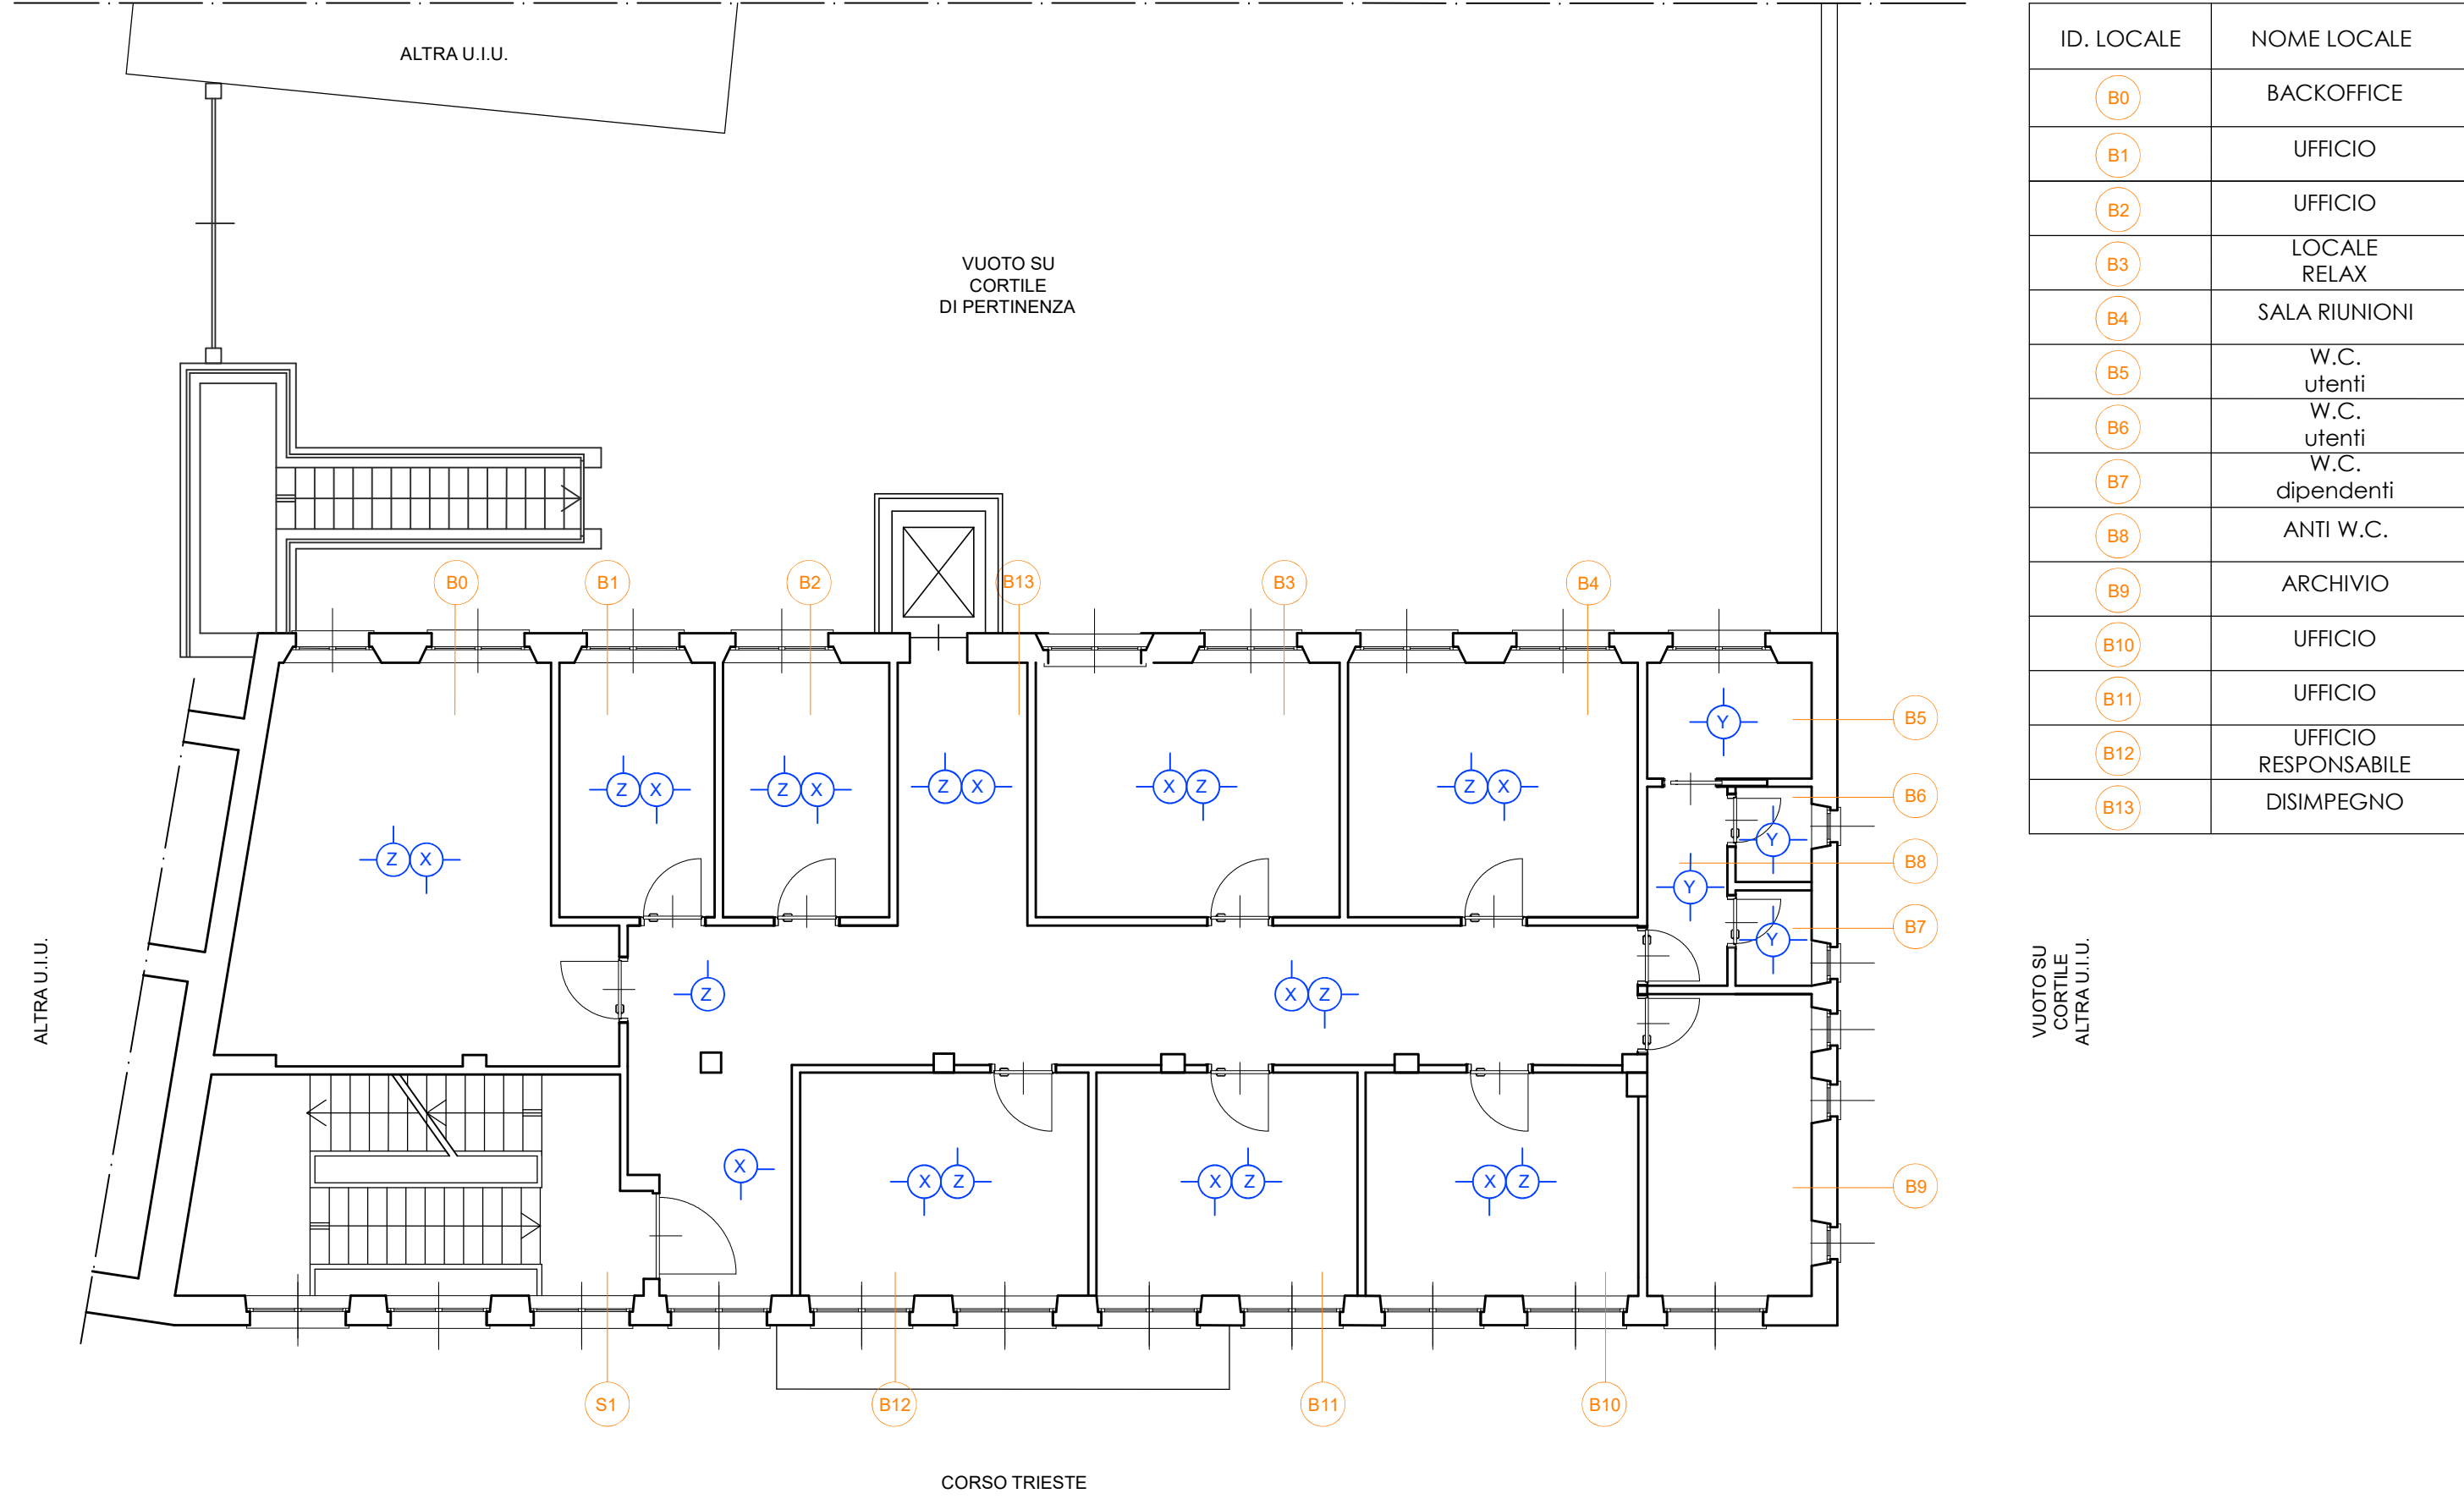 ALTRA U.I.U.
VUOTO SU
CORTILE
DI PERTINENZA
B0
B1
B2
B13
B3
B4
Y
B5
Z X
Z X
Z X
X Z
Z X
B6
Y
Z X
B8
Y
B7
Y
Z
X Z
ALTRA U.I.U.
VUOTO SU
CORTILE
ALTRA U.I.U.
X
X Z
X Z
X Z
B9
S1
B12
B11
B10
CORSO TRIESTE
ID. LOCALE NOME LOCALE
B0 BACKOFFICE
B1 UFFICIO
B2 UFFICIO
B3 LOCALE
RELAX
B4 SALA RIUNIONI
B5 W.C.
utenti
B6 W.C.
utenti
B7 W.C.
dipendenti
B8 ANTI W.C.
B9 ARCHIVIO
B10 UFFICIO
B11 UFFICIO
B12 UFFICIO
RESPONSABILE
B13 DISIMPEGNO